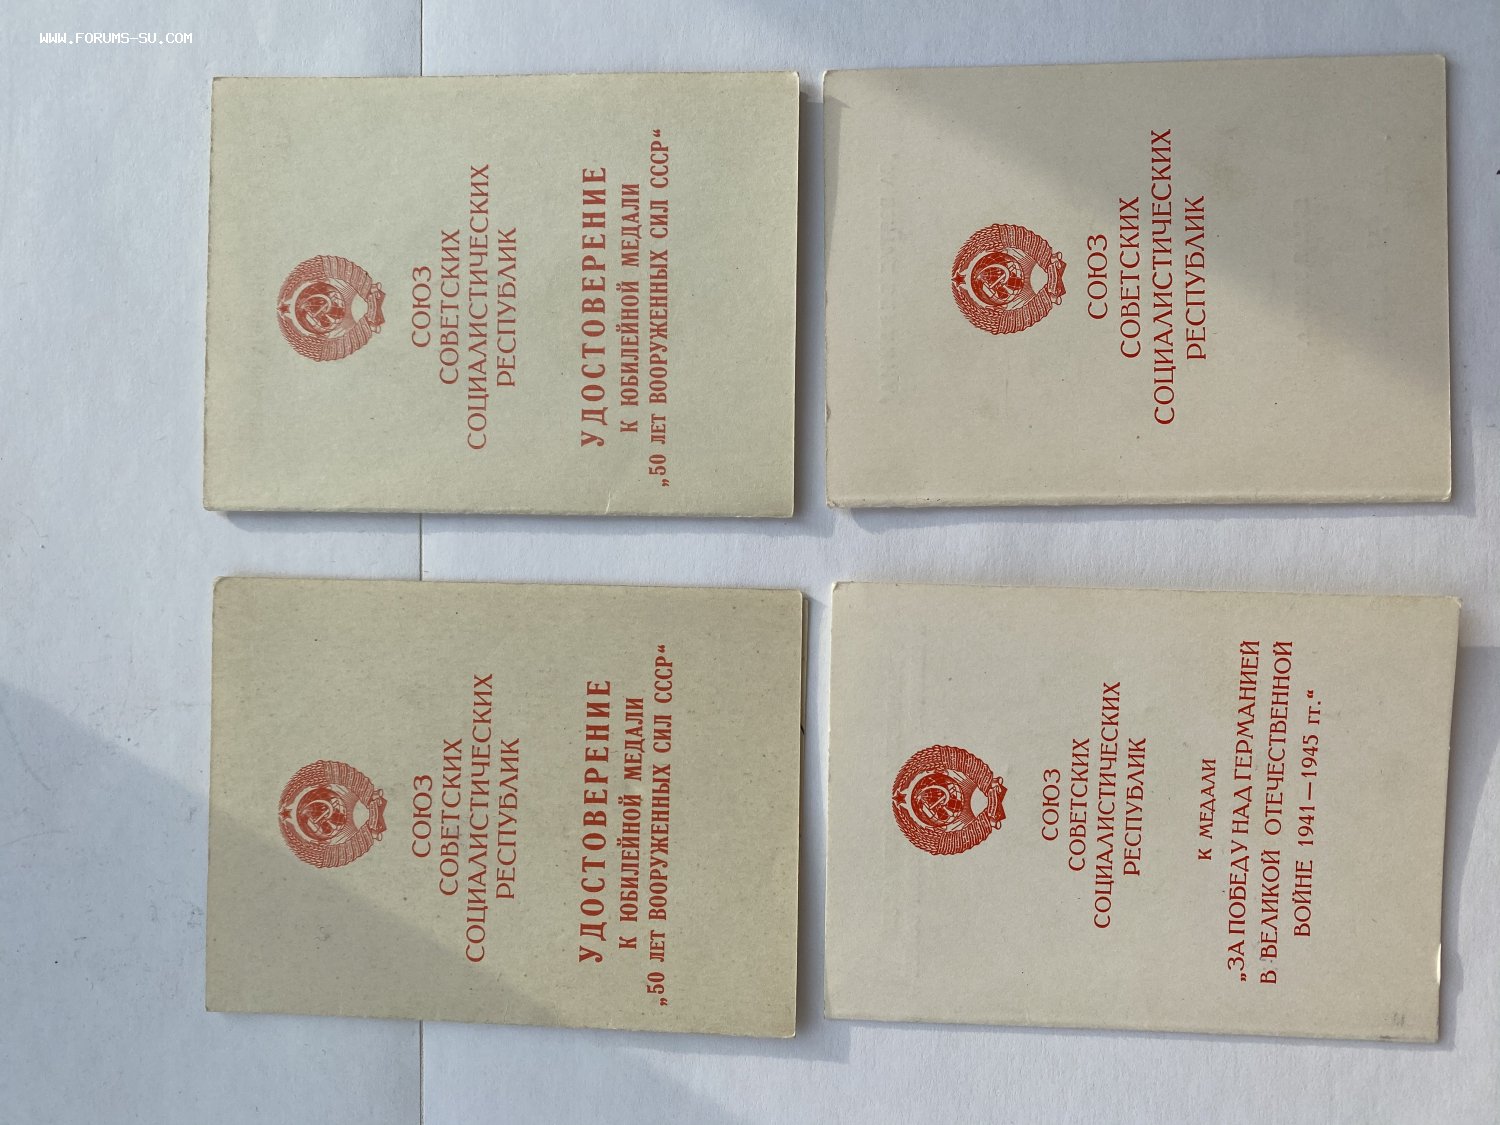 WWW.FORUMS-SU.COM
СОЮЗ
СОВЕТСКИХ
СОЦИАЛИСТИЧЕСКИХ
РЕСПУБЛИК
УДОСТОВЕРЕНИЕ
К ЮБИЛЕЙНОЙ МЕДАЛИ
„50 ЛЕТ ВООРУЖЕННЫХ СИЛ СССР“
СОЮЗ
СОВЕТСКИХ
СОЦИАЛИСТИЧЕСКИХ
РЕСПУБЛИК
СОЮЗ
СОВЕТСКИХ
СОЦИАЛИСТИЧЕСКИХ
РЕСПУБЛИК
УДОСТОВЕРЕНИЕ
К ЮБИЛЕЙНОЙ МЕДАЛИ
„50 ЛЕТ ВООРУЖЕННЫХ СИЛ СССР“
СОЮЗ
СОВЕТСКИХ
СОЦИАЛИСТИЧЕСКИХ
РЕСПУБЛИК
К МЕДАЛИ
„ЗА ПОБЕДУ НАД ГЕРМАНИЕЙ
В ВЕЛИКОЙ ОТЕЧЕСТВЕННОЙ
ВОЙНЕ 1941—1945 гг.“